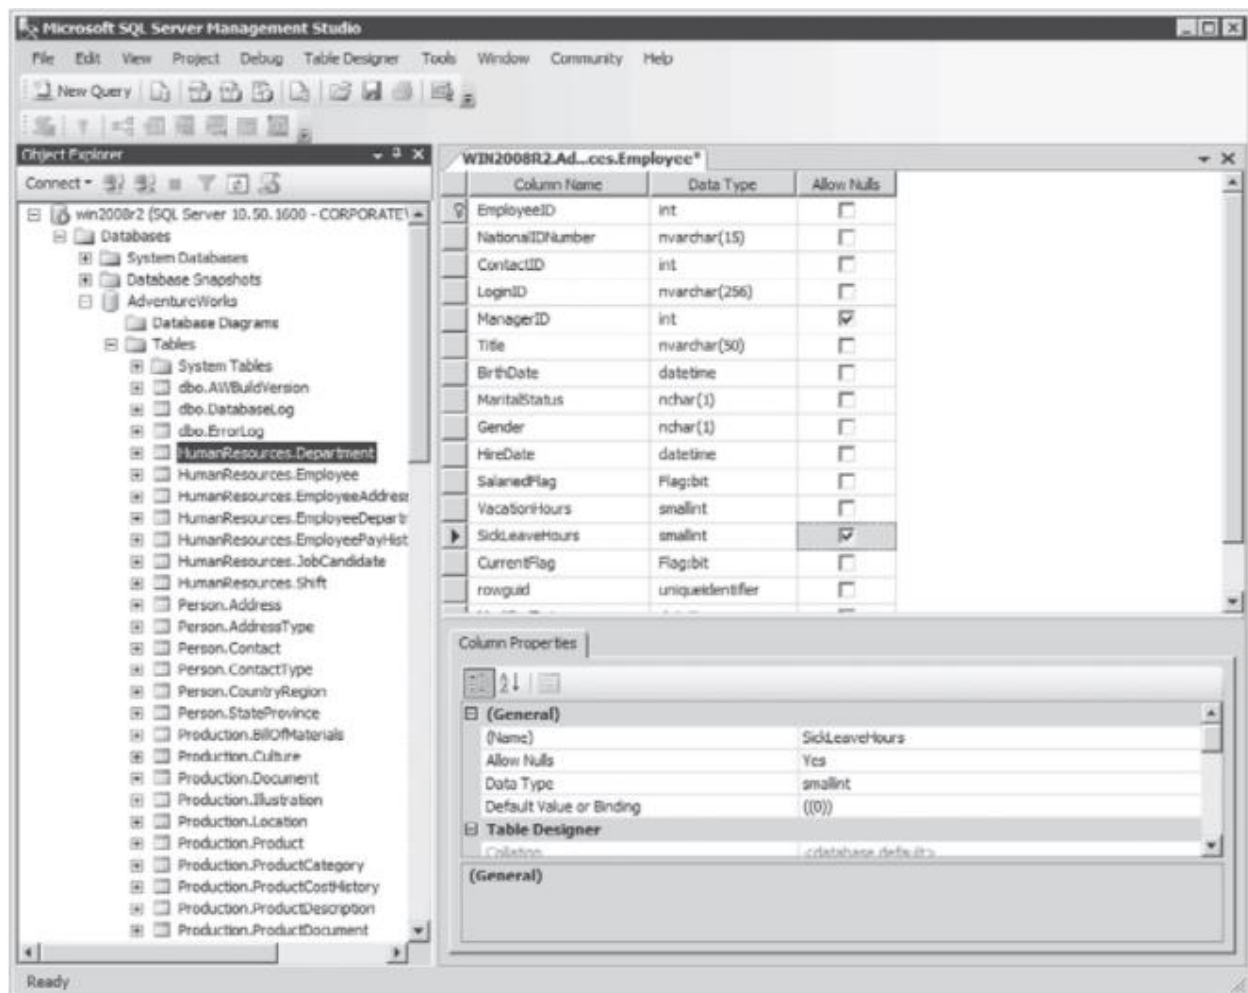 Microsoft SQL Server Management Studio
File Edit View Project Debug Table Designer Tools Window Community Help
New Query
Object Explorer
Connect
win2008r2 (SQL Server 10.50.1600 - CORPORATE\
Databases
System Databases
Database Snapshots
AdventureWorks
Database Diagrams
Tables
System Tables
dbo.AWBuildVersion
dbo.DatabaseLog
dbo.ErrorLog
HumanResources.Department
HumanResources.Employee
HumanResources.EmployeeAddress
HumanResources.EmployeeDepartr
HumanResources.EmployeePayHist
HumanResources.JobCandidate
HumanResources.Shift
Person.Address
Person.AddressType
Person.Contact
Person.ContactType
Person.CountryRegion
Person.StateProvince
Production.BillOfMaterials
Production.Culture
Production.Document
Production.Illustration
Production.Location
Production.Product
Production.ProductCategory
Production.ProductCostHistory
Production.ProductDescription
Production.ProductDocument
WIN2008R2.Ad...ces.Employee*
Column Name Data Type Allow Nulls
EmployeeID int
NationalIDNumber nvarchar(15)
ContactID int
LoginID nvarchar(256)
ManagerID int
Title nvarchar(50)
BirthDate datetime
MaritalStatus nchar(1)
Gender nchar(1)
HireDate datetime
SalariedFlag Flag:bit
VacationHours smallint
SickLeaveHours smallint
CurrentFlag Flag:bit
rowguid uniqueidentifier
Column Properties
(General)
(Name) SickLeaveHours
Allow Nulls Yes
Data Type smallint
Default Value or Binding ((0))
Table Designer
Collation <database default>
(General)
Ready